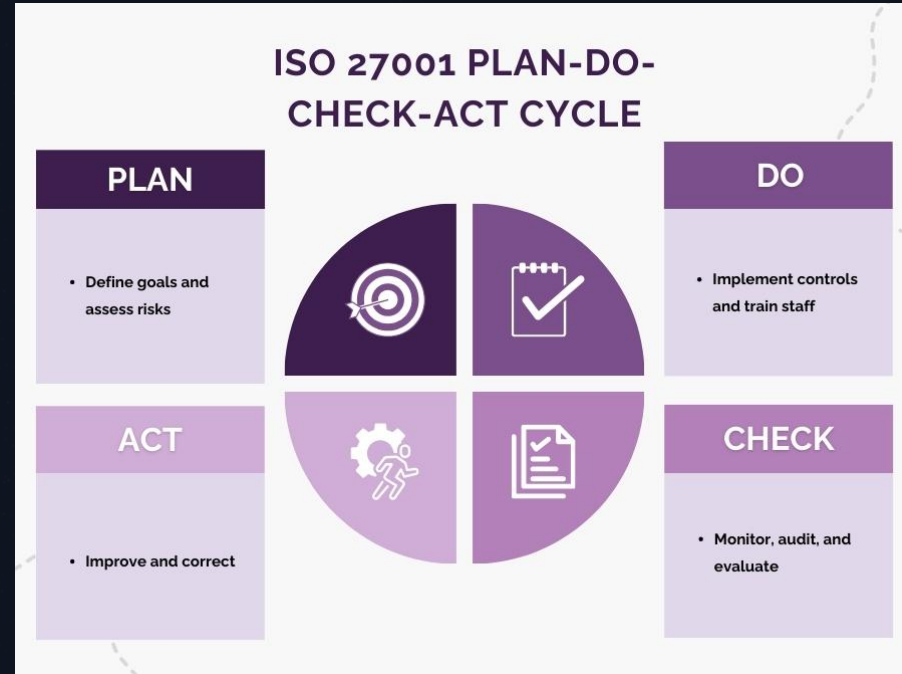 ISO 27001 PLAN-DO-
CHECK-ACT CYCLE
PLAN
• Define goals and
assess risks
DO
• Implement controls
and train staff
ACT
• Improve and correct
CHECK
• Monitor, audit, and
evaluate